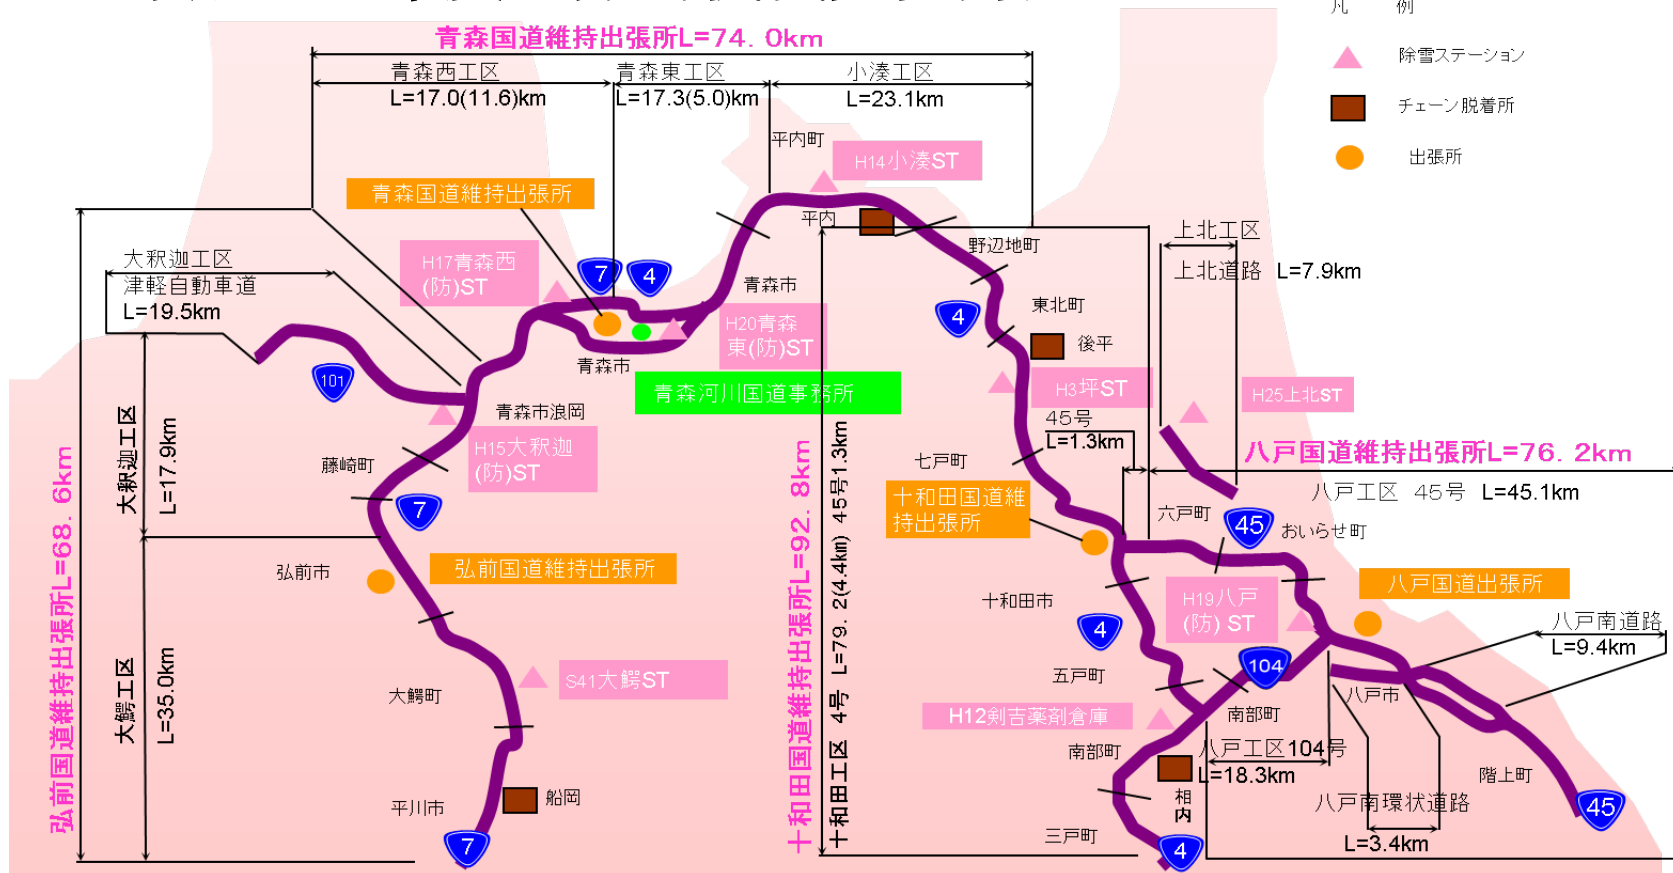 凡 例
除雪ステーション
チェーン脱着所
出張所
青森国道維持出張所L=74. 0km
青森西工区
L=17.0(11.6)km
青森東工区
L=17.3(5.0)km
小湊工区
L=23.1km
平内町
H14小湊ST
青森国道維持出張所
平内
野辺地町
上北工区
上北道路 L=7.9km
大釈迦工区
津軽自動車道
L=19.5km
H17青森西
(防)ST
7
4
青森市
H20青森
東(防)ST
青森市
青森河川国道事務所
4
東北町
後平
H3坪ST
H25上北ST
101
青森市浪岡
H15大釈迦
(防)ST
藤崎町
7
大釈迦工区
L=17.9km
弘前国道維持出張所L=68. 6km
45号
L=1.3km
七戸町
八戸国道維持出張所L=76. 2km
八戸工区 45号 L=45.1km
十和田国道維
持出張所
六戸町
45
おいらせ町
弘前市
弘前国道維持出張所
十和田国道維持出張所L=92. 8km
十和田工区 4号 L=79. 2(4.4km) 45号1.3km
十和田市
4
H19八戸
(防) ST
八戸国道出張所
八戸南道路
L=9.4km
大鰐工区
L=35.0km
大鰐町
S41大鰐ST
五戸町
104
八戸市
H12剣吉薬剤倉庫
南部町
南部町
八戸工区104号
L=18.3km
階上町
平川市
船岡
相内
八戸南環状道路
L=3.4km
三戸町
7
4
45